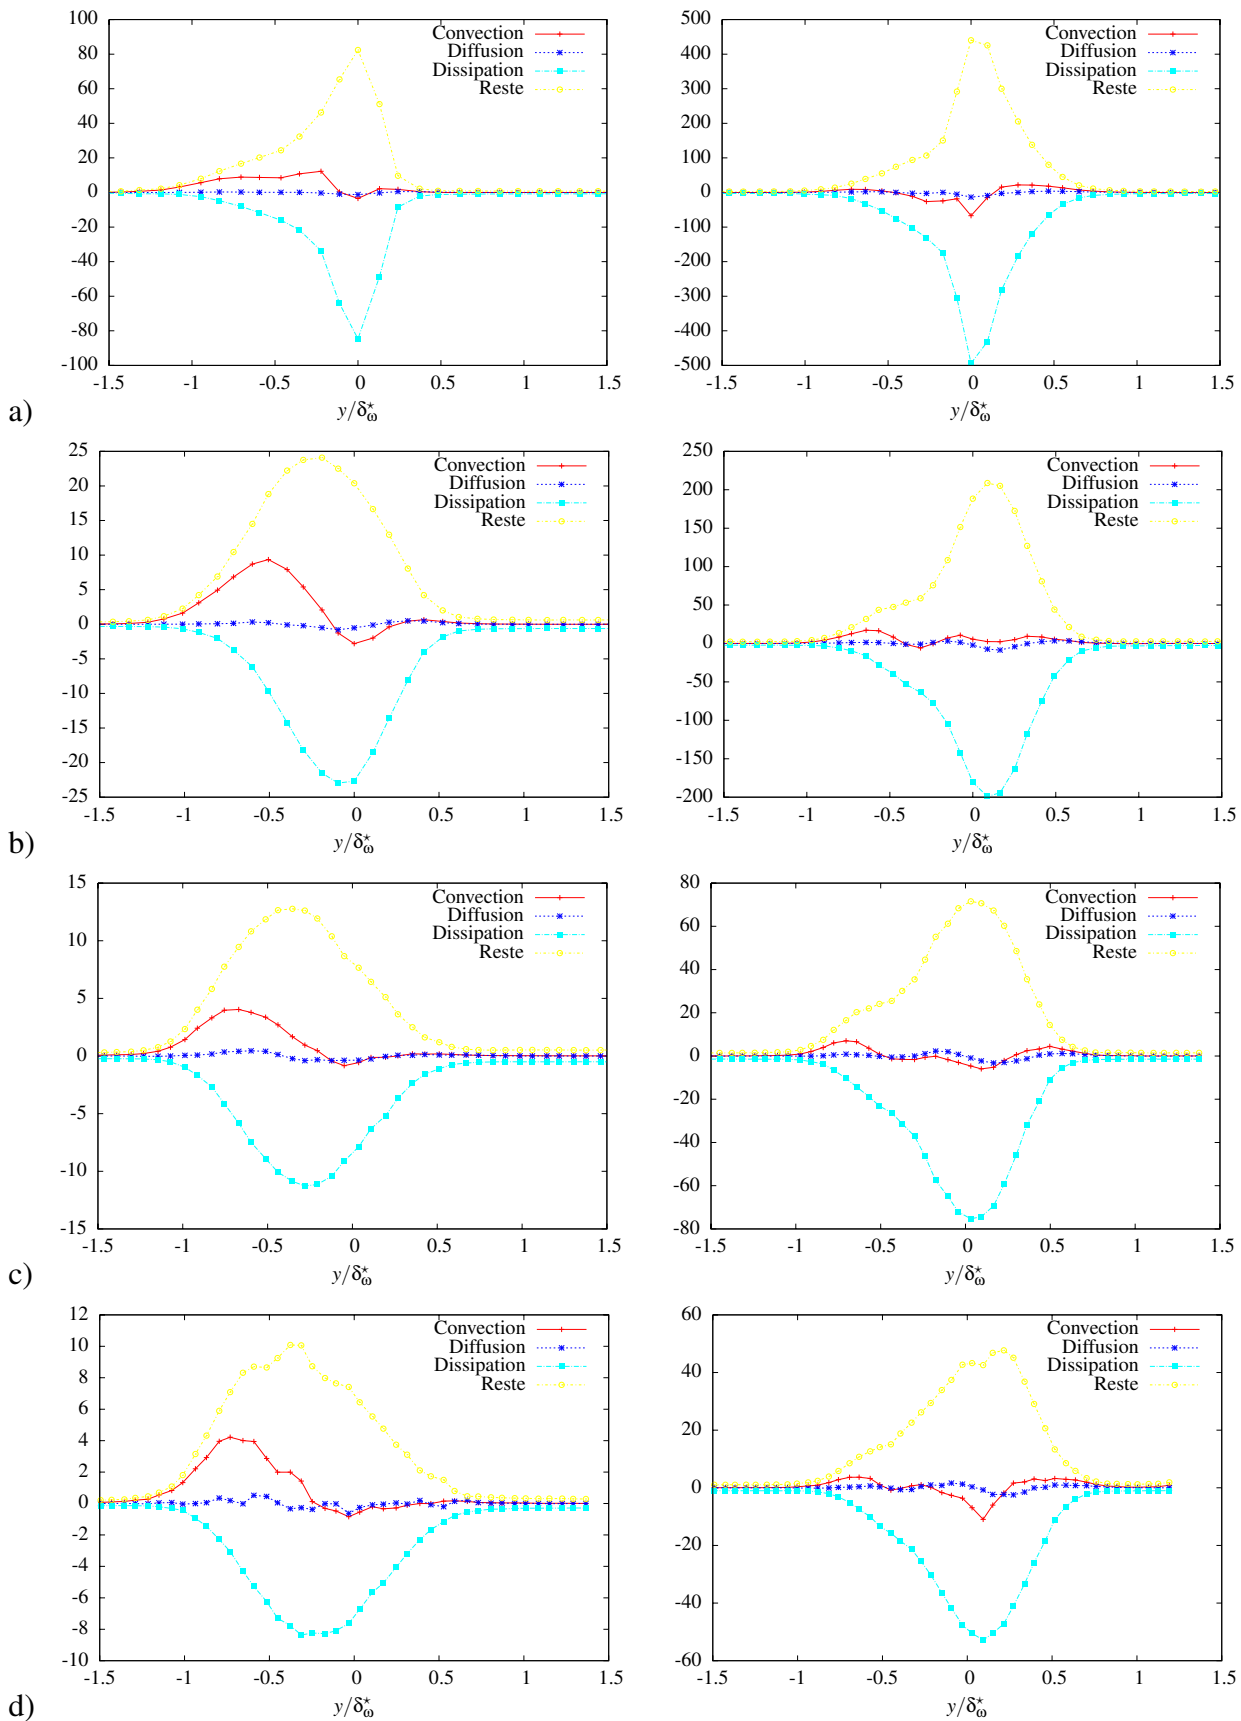 100
80
60
40
20
0
-20
-40
-60
-80
-100
-1.5 -1 -0.5 0 0.5 1 1.5
y/δ*ω
Convection
Diffusion
Dissipation
Reste
500
400
300
200
100
0
-100
-200
-300
-400
-500
-1.5 -1 -0.5 0 0.5 1 1.5
y/δ*ω
Convection
Diffusion
Dissipation
Reste
a)
25
20
15
10
5
0
-5
-10
-15
-20
-25
-1.5 -1 -0.5 0 0.5 1 1.5
y/δ*ω
Convection
Diffusion
Dissipation
Reste
250
200
150
100
50
0
-50
-100
-150
-200
-1.5 -1 -0.5 0 0.5 1 1.5
y/δ*ω
Convection
Diffusion
Dissipation
Reste
b)
15
10
5
0
-5
-10
-15
-1.5 -1 -0.5 0 0.5 1 1.5
y/δ*ω
Convection
Diffusion
Dissipation
Reste
80
60
40
20
0
-20
-40
-60
-80
-1.5 -1 -0.5 0 0.5 1 1.5
y/δ*ω
Convection
Diffusion
Dissipation
Reste
c)
12
10
8
6
4
2
0
-2
-4
-6
-8
-10
-1.5 -1 -0.5 0 0.5 1 1.5
y/δ*ω
Convection
Diffusion
Dissipation
Reste
60
40
20
0
-20
-40
-60
-1.5 -1 -0.5 0 0.5 1 1.5
y/δ*ω
Convection
Diffusion
Dissipation
Reste
d)